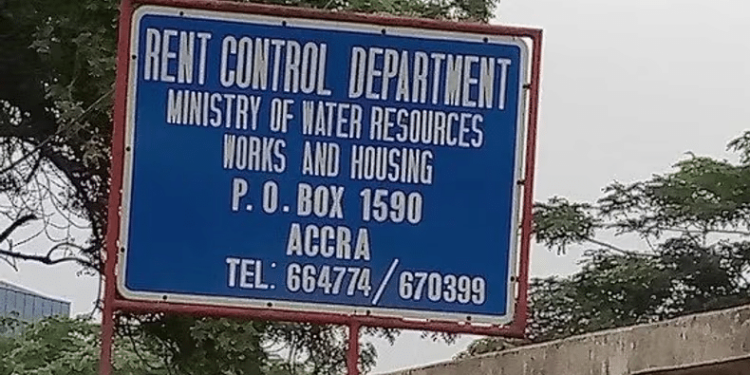 RENT CONTROL DEPARTMENT
MINISTRY OF WATER RESOURCES
WORKS AND HOUSING
P. O. BOX 1590
ACCRA
TEL: 664774/670399